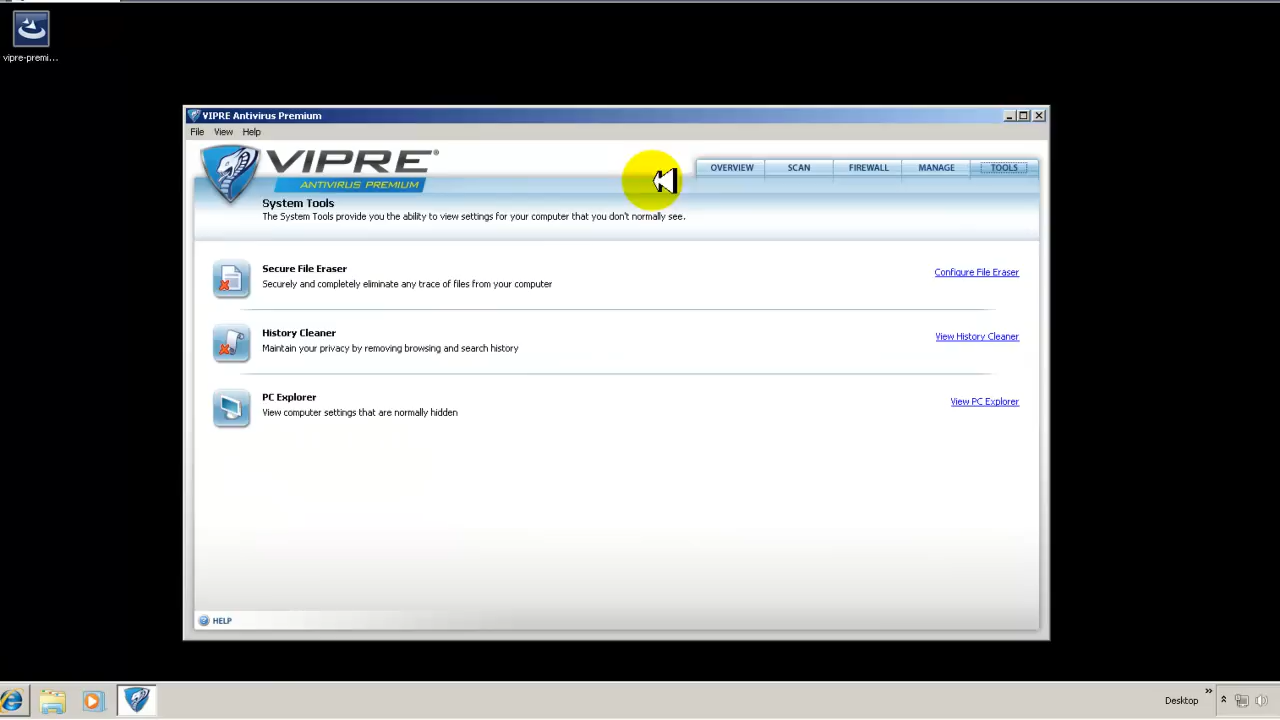 vipre-premi...
VIPRE Antivirus Premium
File View Help
VIPRE®
ANTIVIRUS PREMIUM
OVERVIEW SCAN FIREWALL MANAGE TOOLS
System Tools
The System Tools provide you the ability to view settings for your computer that you don't normally see.
Secure File Eraser
Configure File Eraser
Securely and completely eliminate any trace of files from your computer
History Cleaner
View History Cleaner
Maintain your privacy by removing browsing and search history
PC Explorer
View PC Explorer
View computer settings that are normally hidden
HELP
Desktop